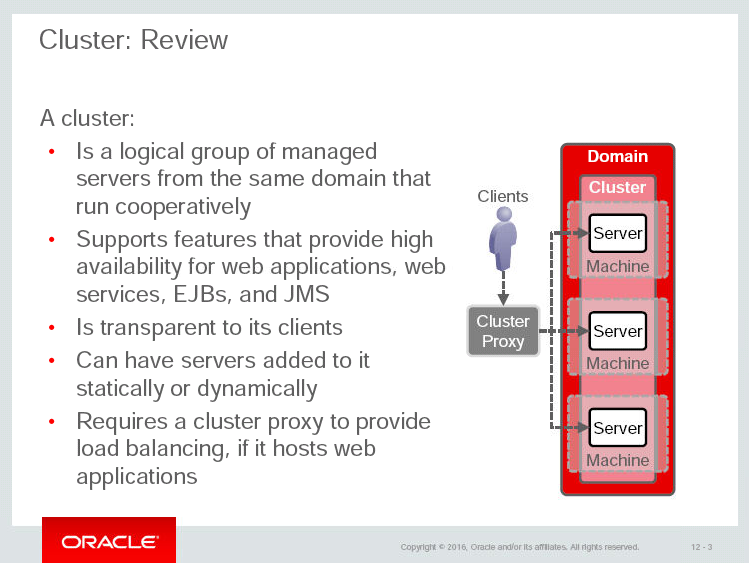 Cluster: Review
A cluster:
• Is a logical group of managed
servers from the same domain that
run cooperatively
• Supports features that provide high
availability for web applications, web
services, EJBs, and JMS
• Is transparent to its clients
• Can have servers added to it
statically or dynamically
• Requires a cluster proxy to provide
load balancing, if it hosts web
applications
Clients
Cluster
Proxy
Domain
Cluster
Server
Machine
Server
Machine
Server
Machine
ORACLE
Copyright © 2016, Oracle and/or its affiliates. All rights reserved.
12 - 3